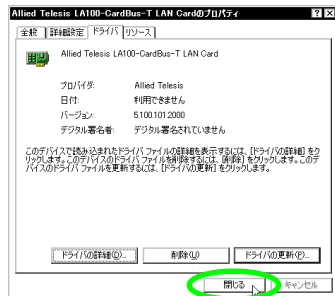 Allied Telesis LA100-CardBus-T LAN Cardのプロパティ
全般 詳細設定 ドライバ リソース
Allied Telesis LA100-CardBus-T LAN Card
プロバイダ: Allied Telesis
日付: 利用できません
バージョン: 5.100.101.2000
デジタル署名者: デジタル署名されていません
このデバイスで読み込まれたドライバ ファイルの詳細を表示するには、[ドライバの詳細] をク
リックします。このデバイスのドライバ ファイルを削除するには、[削除] をクリックします。このデ
バイスのドライバ ファイルを更新するには、[ドライバの更新] をクリックします。
ドライバの詳細(D)... 削除(U) ドライバの更新(P)...
閉じる キャンセル